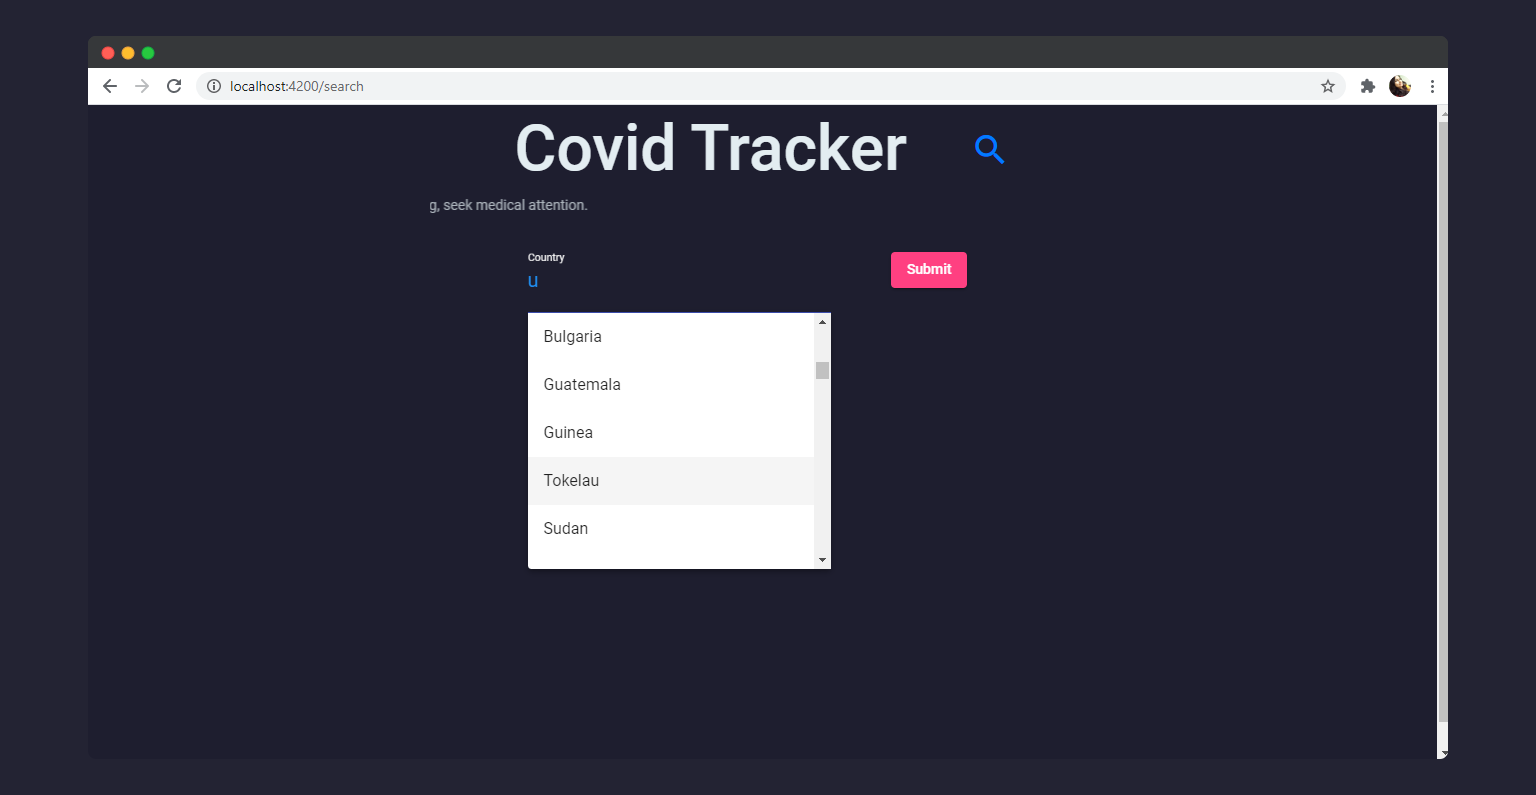 localhost:4200/search
Covid Tracker
g, seek medical attention.
Country
u
Submit
Bulgaria
Guatemala
Guinea
Tokelau
Sudan